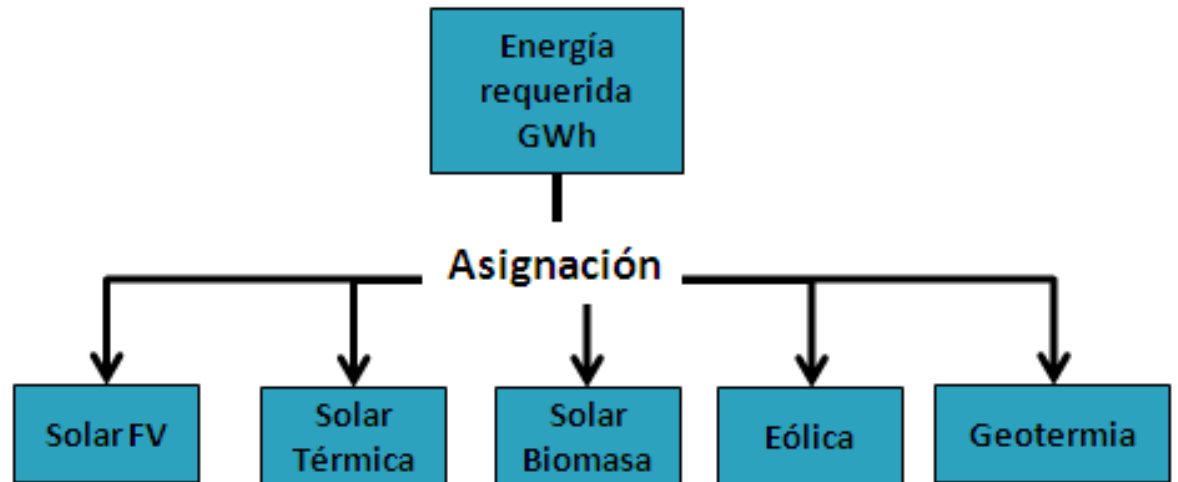 Energía
requerida
GWh
Asignación
Solar FV
Solar
Térmica
Solar
Biomasa
Eólica
Geotermia